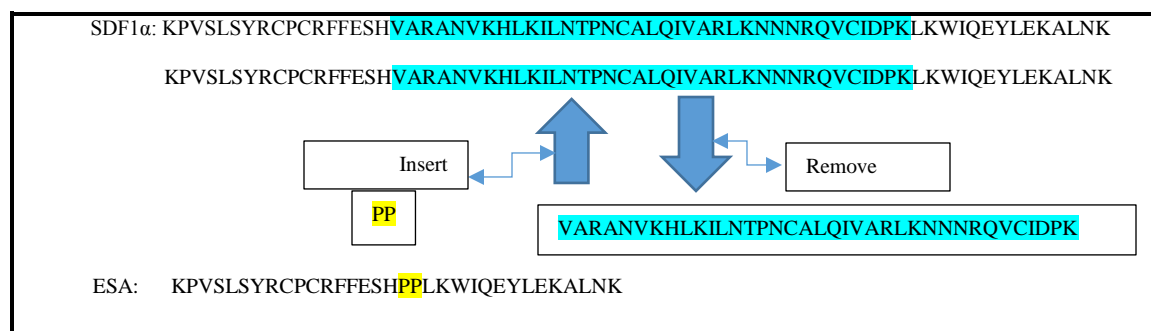 SDF1α: KPVSLSYRCPCRFFESHVARANVKHLKILNTPNCALQIVARLKNNNRQVCIDPKLKWIQEYLEKALNK
KPVSLSYRCPCRFFESHVARANVKHLKILNTPNCALQIVARLKNNNRQVCIDPKLKWIQEYLEKALNK
Insert
Remove
PP
VARANVKHLKILNTPNCALQIVARLKNNNRQVCIDPK
ESA: KPVSLSYRCPCRFFESHPPLKWIQEYLEKALNK